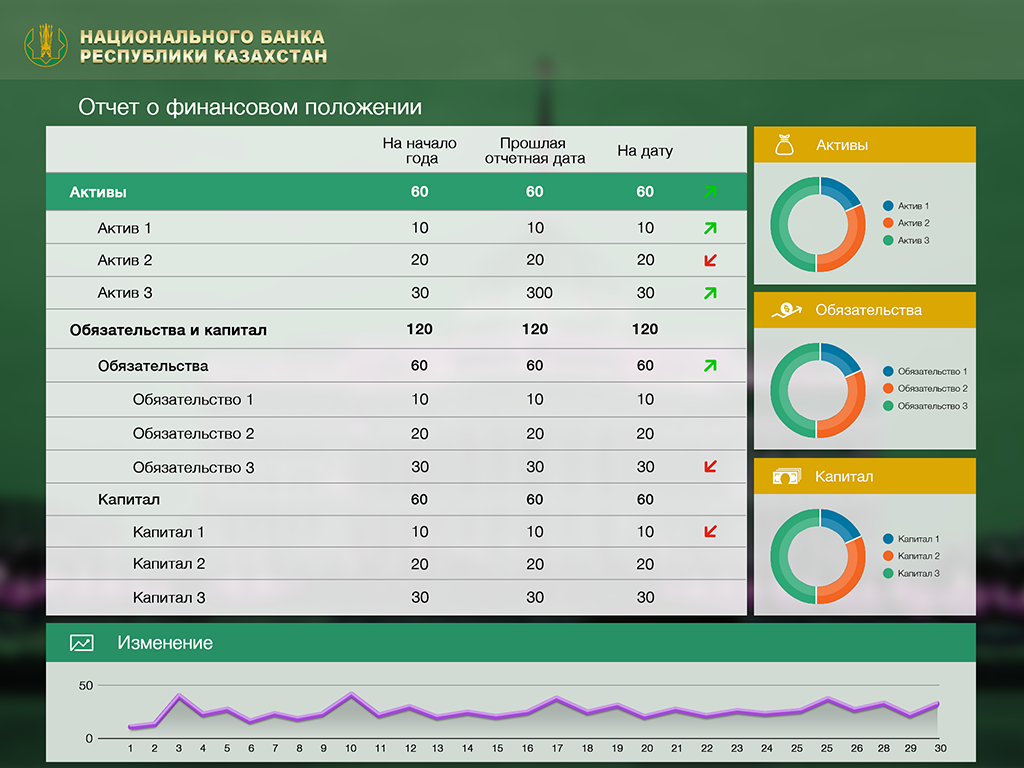 НАЦИОНАЛЬНОГО БАНКА
РЕСПУБЛИКИ КАЗАХСТАН
Отчет о финансовом положении
На начало года Прошлая отчетная дата На дату
Активы 60 60 60
Актив 1 10 10 10
Актив 2 20 20 20
Актив 3 30 300 30
Обязательства и капитал 120 120 120
Обязательства 60 60 60
Обязательство 1 10 10 10
Обязательство 2 20 20 20
Обязательство 3 30 30 30
Капитал 60 60 60
Капитал 1 10 10 10
Капитал 2 20 20 20
Капитал 3 30 30 30
Активы
Актив 1
Актив 2
Актив 3
Обязательства
Обязательство 1
Обязательство 2
Обязательство 3
Капитал
Капитал 1
Капитал 2
Капитал 3
Изменение
50
0
1 2 3 4 5 6 7 8 9 10 11 12 13 14 15 16 17 18 19 20 21 22 23 24 25 25 26 28 29 30